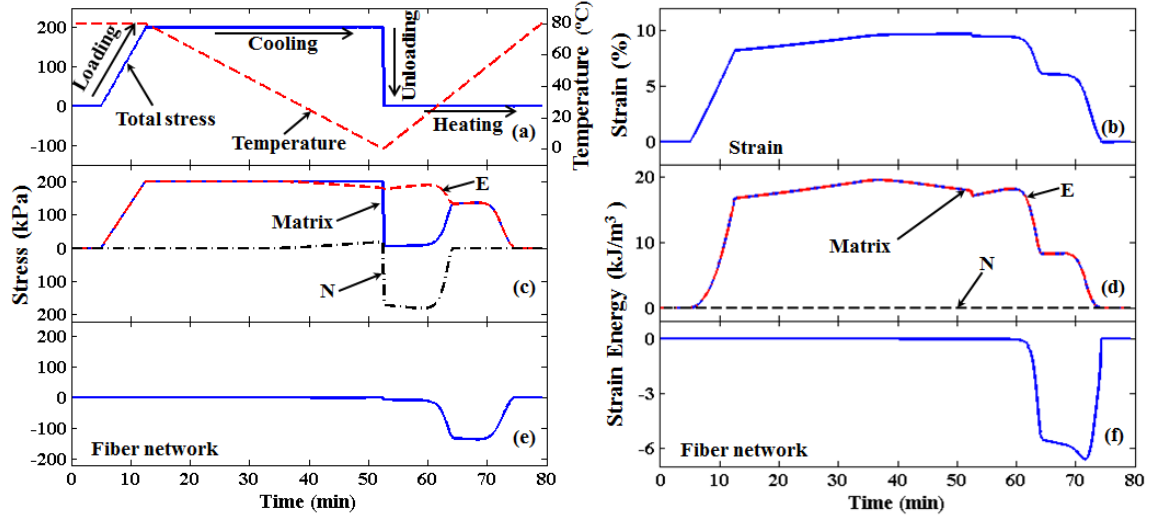 200
100
0
-100
Loading
Cooling
Unloading
Heating
Total stress
Temperature
(a)
80
60
40
20
0
Temperature (ºC)
10
5
0
Strain (%)
Strain
(b)
200
100
0
100
200
Stress (kPa)
E
Matrix
N
(c)
20
10
0
Strain Energy (kJ/m³)
E
Matrix
N
(d)
200
100
0
-100
-200
Fiber network
(e)
0 10 20 30 40 50 60 70 80
Time (min)
0
-3
-6
Fiber network
(f)
0 10 20 30 40 50 60 70 80
Time (min)